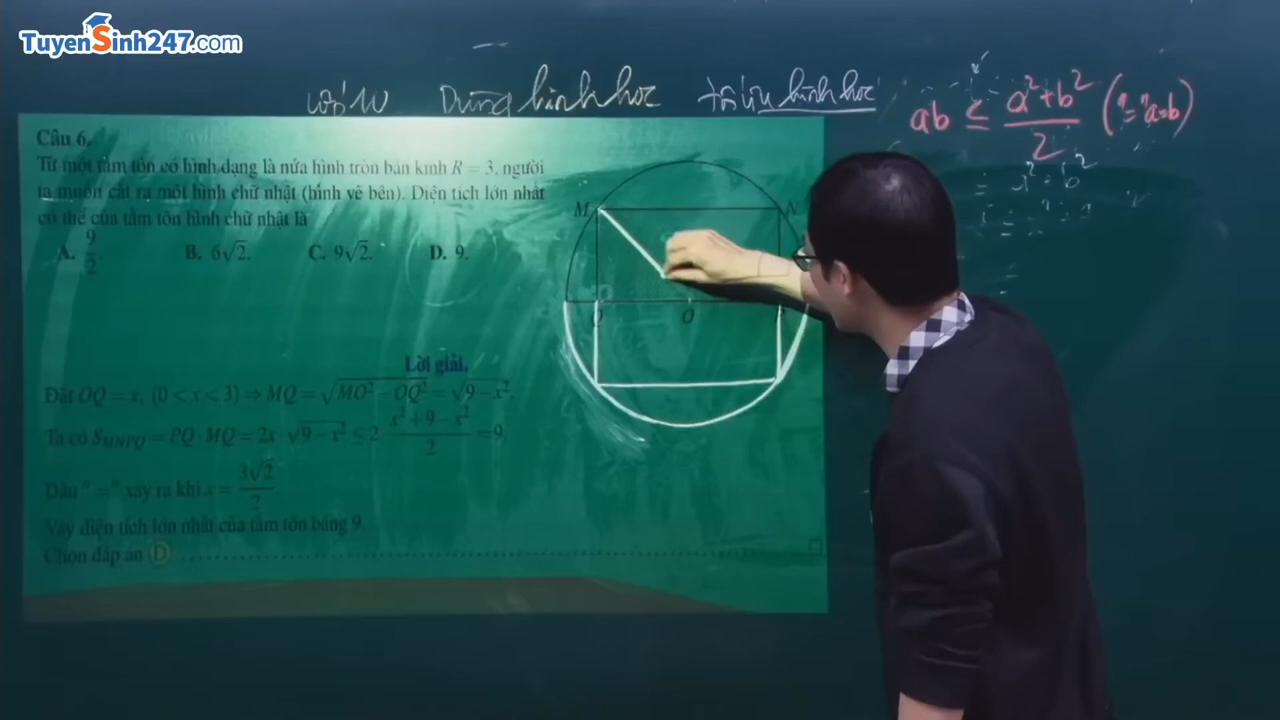 TuyenSinh247.com
Lớp 10 Dùng hình học
ab ≤ (a²+b²)/2 ("=" a=b)
Câu 6.
Từ một tấm tôn có hình dạng là nửa hình tròn bán kính R = 3, người
ta muốn cắt ra một hình chữ nhật (hình vẽ bên). Diện tích lớn nhất
có thể của tấm tôn hình chữ nhật là
A. 9/2. B. 6√2. C. 9√2. D. 9.
M N
Q O
Lời giải.
Đặt OQ = x, (0 < x < 3) ⇒ MQ = √(MO² − OQ²) = √(9 − x²).
Ta có S_MNPQ = PQ · MQ = 2x · √(9 − x²) ≤ 2 · (x² + 9 − x²)/2 = 9
Dấu "=" xảy ra khi x = 3√2/2.
Vậy diện tích lớn nhất của tấm tôn bằng 9.
Chọn đáp án D